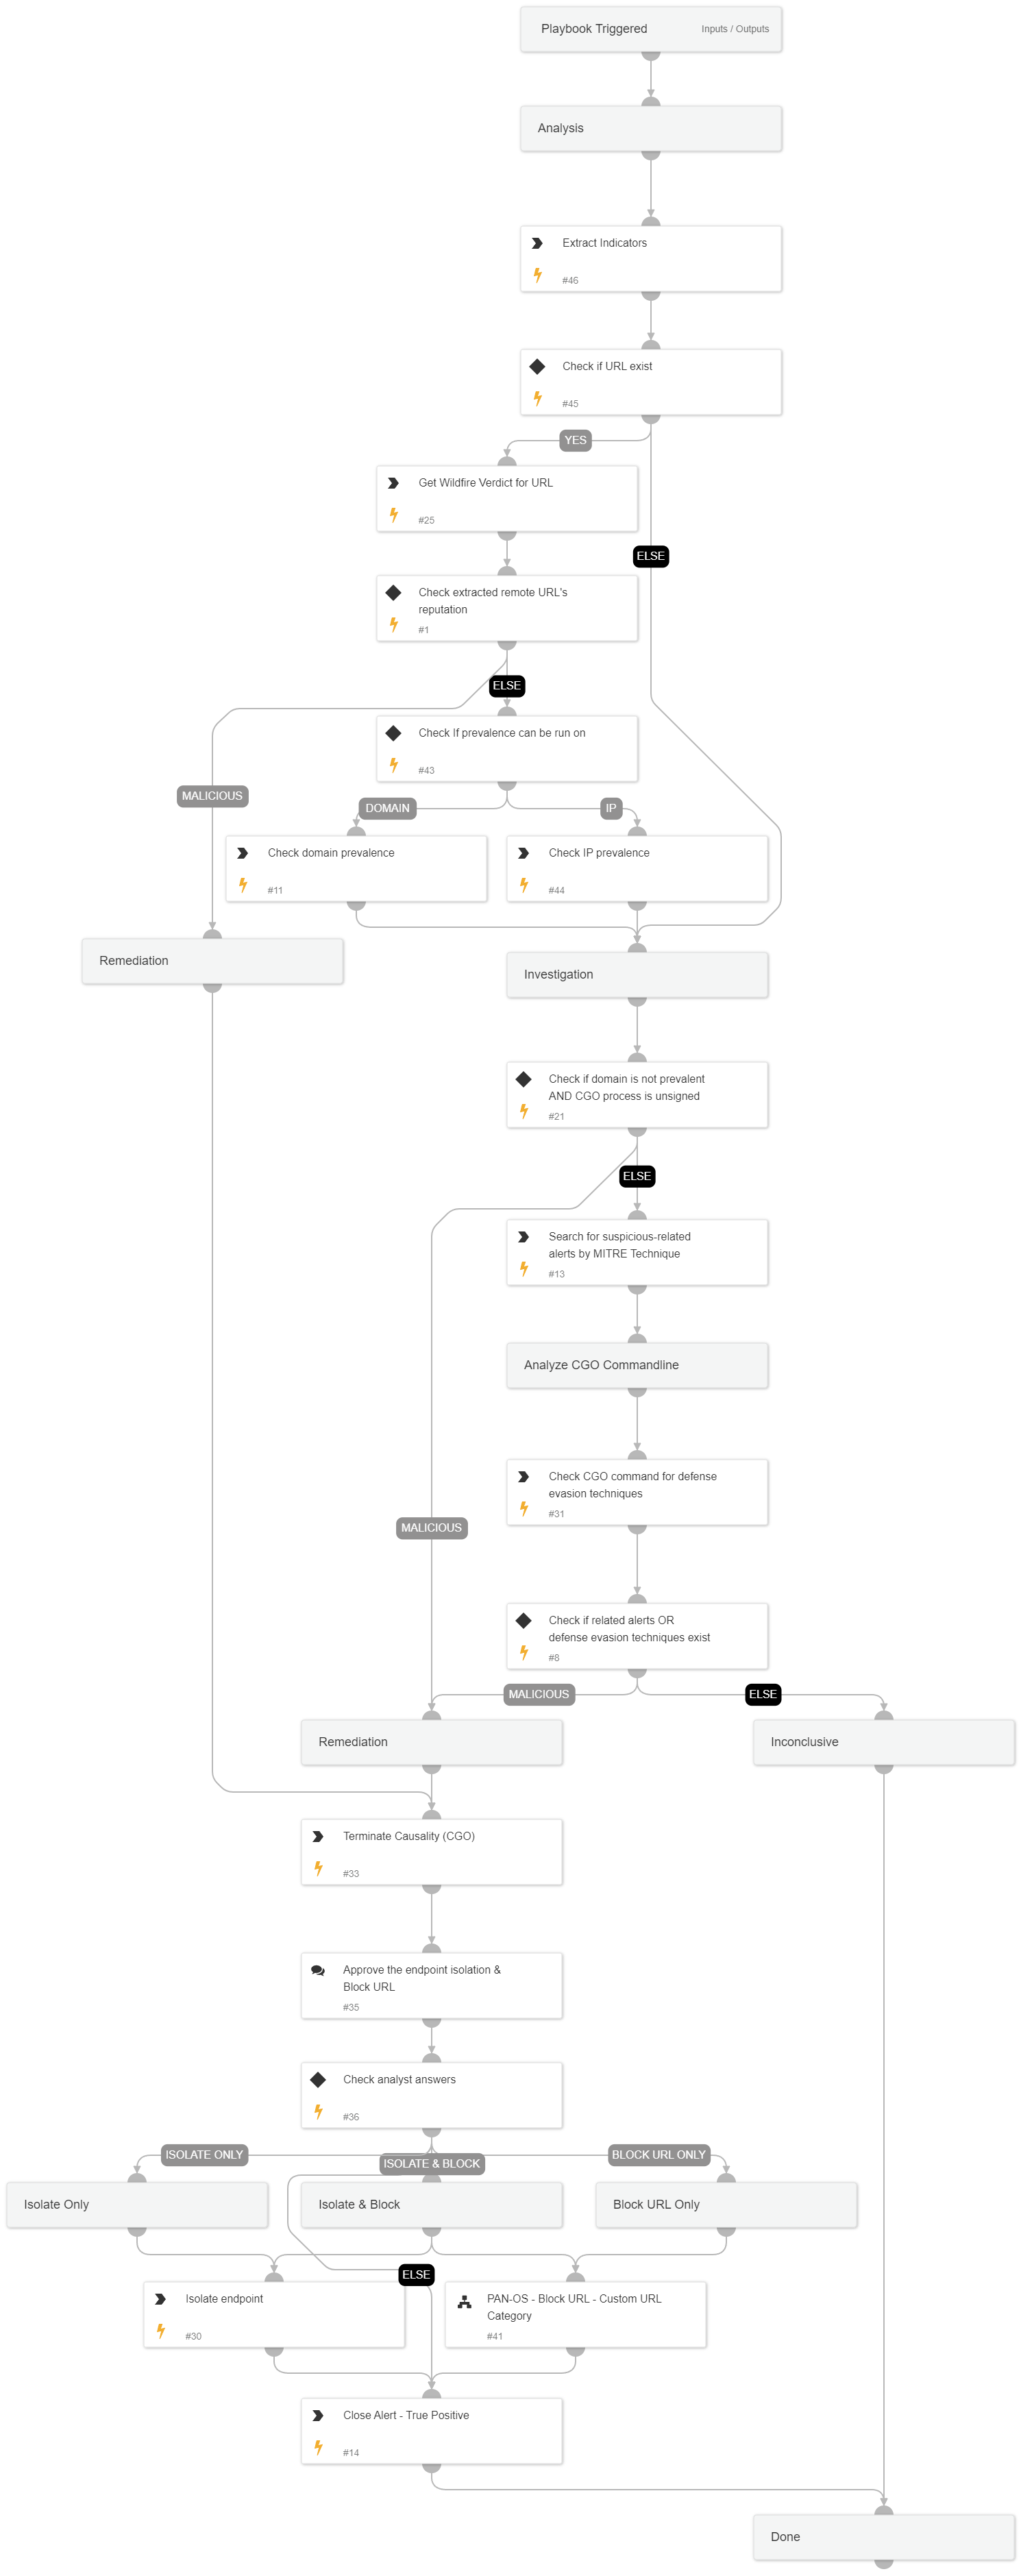 Playbook Triggered
Inputs / Outputs
Analysis
Extract Indicators
#46
Check if URL exist
#45
YES
Get Wildfire Verdict for URL
#25
ELSE
Check extracted remote URL's
reputation
#1
ELSE
Check If prevalence can be run on
#43
MALICIOUS
DOMAIN
IP
Check domain prevalence
#11
Check IP prevalence
#44
Remediation
Investigation
Check if domain is not prevalent
AND CGO process is unsigned
#21
ELSE
Search for suspicious-related
alerts by MITRE Technique
#13
Analyze CGO Commandline
Check CGO command for defense
evasion techniques
#31
MALICIOUS
Check if related alerts OR
defense evasion techniques exist
#8
MALICIOUS
ELSE
Remediation
Inconclusive
Terminate Causality (CGO)
#33
Approve the endpoint isolation &
Block URL
#35
Check analyst answers
#36
ISOLATE ONLY
ISOLATE & BLOCK
BLOCK URL ONLY
Isolate Only
Isolate & Block
Block URL Only
ELSE
Isolate endpoint
#30
PAN-OS - Block URL - Custom URL
Category
#41
Close Alert - True Positive
#14
Done